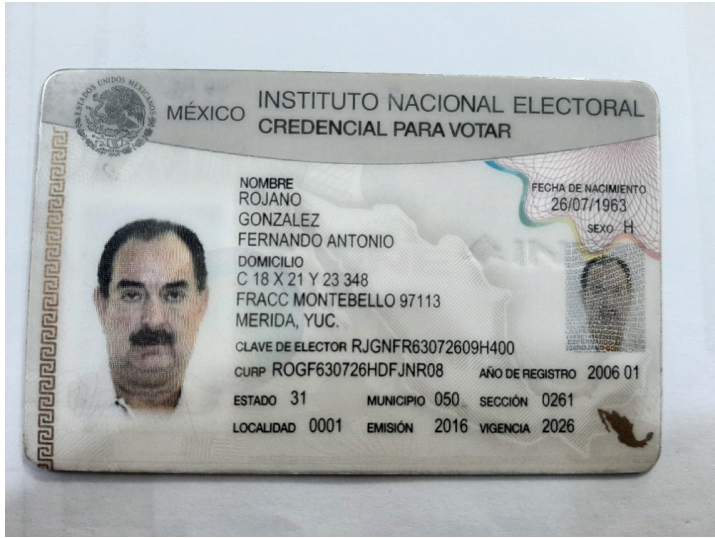 ESTADOS UNIDOS MEXICANOS
MÉXICO INSTITUTO NACIONAL ELECTORAL
CREDENCIAL PARA VOTAR
NOMBRE
ROJANO
GONZALEZ
FERNANDO ANTONIO
FECHA DE NACIMIENTO
26/07/1963
SEXO H
DOMICILIO
C 18 X 21 Y 23 348
FRACC MONTEBELLO 97113
MERIDA, YUC.
INE
CLAVE DE ELECTOR RJGNFR63072609H400
CURP ROGF630726HDFJNR08 AÑO DE REGISTRO 2006 01
ESTADO 31 MUNICIPIO 050 SECCIÓN 0261
LOCALIDAD 0001 EMISIÓN 2016 VIGENCIA 2026